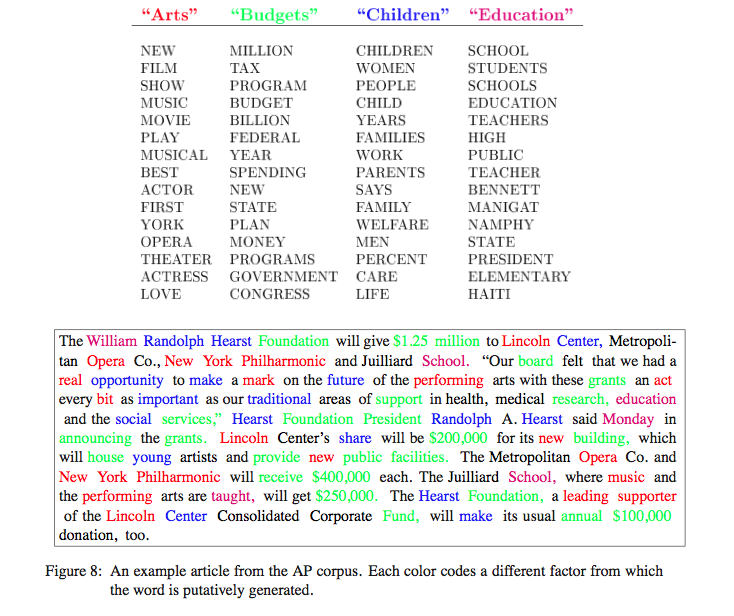 “Arts” “Budgets” “Children” “Education”
NEW MILLION CHILDREN SCHOOL
FILM TAX WOMEN STUDENTS
SHOW PROGRAM PEOPLE SCHOOLS
MUSIC BUDGET CHILD EDUCATION
MOVIE BILLION YEARS TEACHERS
PLAY FEDERAL FAMILIES HIGH
MUSICAL YEAR WORK PUBLIC
BEST SPENDING PARENTS TEACHER
ACTOR NEW SAYS BENNETT
FIRST STATE FAMILY MANIGAT
YORK PLAN WELFARE NAMPHY
OPERA MONEY MEN STATE
THEATER PROGRAMS PERCENT PRESIDENT
ACTRESS GOVERNMENT CARE ELEMENTARY
LOVE CONGRESS LIFE HAITI
The William Randolph Hearst Foundation will give $1.25 million to Lincoln Center, Metropoli-
tan Opera Co., New York Philharmonic and Juilliard School. “Our board felt that we had a
real opportunity to make a mark on the future of the performing arts with these grants an act
every bit as important as our traditional areas of support in health, medical research, education
and the social services,” Hearst Foundation President Randolph A. Hearst said Monday in
announcing the grants. Lincoln Center’s share will be $200,000 for its new building, which
will house young artists and provide new public facilities. The Metropolitan Opera Co. and
New York Philharmonic will receive $400,000 each. The Juilliard School, where music and
the performing arts are taught, will get $250,000. The Hearst Foundation, a leading supporter
of the Lincoln Center Consolidated Corporate Fund, will make its usual annual $100,000
donation, too.
Figure 8: An example article from the AP corpus. Each color codes a different factor from which
the word is putatively generated.